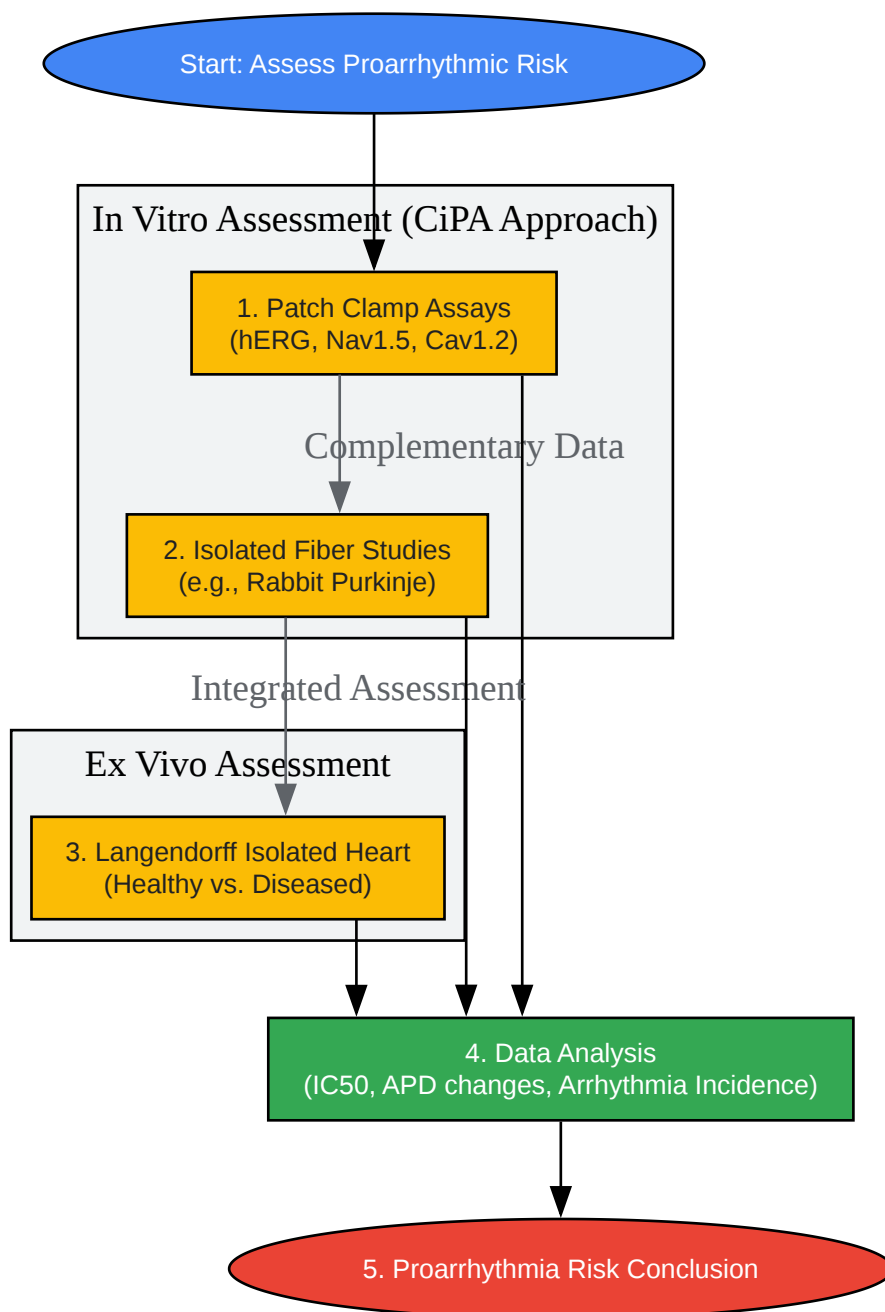 Start: Assess Proarrhythmic Risk
In Vitro Assessment (CiPA Approach)
1. Patch Clamp Assays
(hERG, Nav1.5, Cav1.2)
Complementary Data
2. Isolated Fiber Studies
(e.g., Rabbit Purkinje)
Integrated Assessment
Ex Vivo Assessment
3. Langendorff Isolated Heart
(Healthy vs. Diseased)
4. Data Analysis
(IC50, APD changes, Arrhythmia Incidence)
5. Proarrhythmia Risk Conclusion